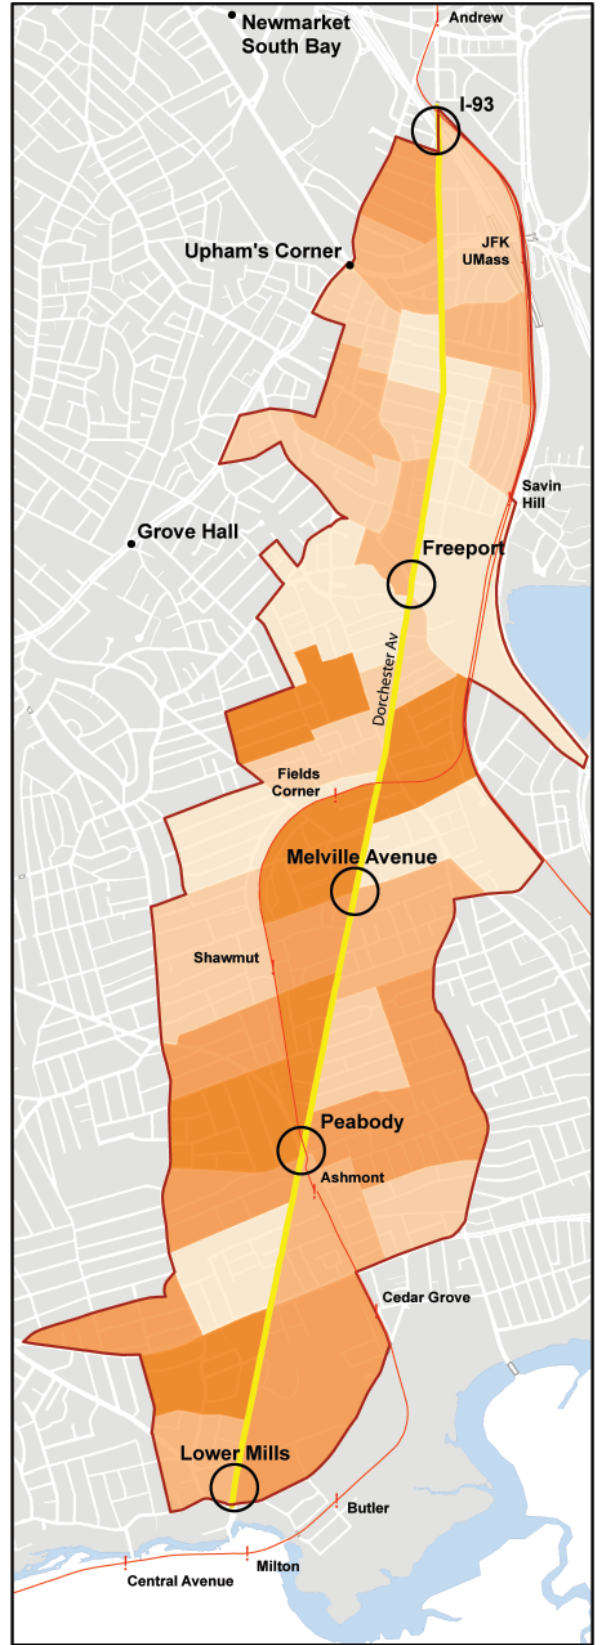 Andrew
Newmarket
South Bay
I-93
JFK
UMass
Upham's Corner
Savin
Hill
Grove Hall
Freeport
Dorchester Av
Fields
Corner
Melville Avenue
Shawmut
Peabody
Ashmont
Cedar Grove
Lower Mills
Butler
Milton
Central Avenue